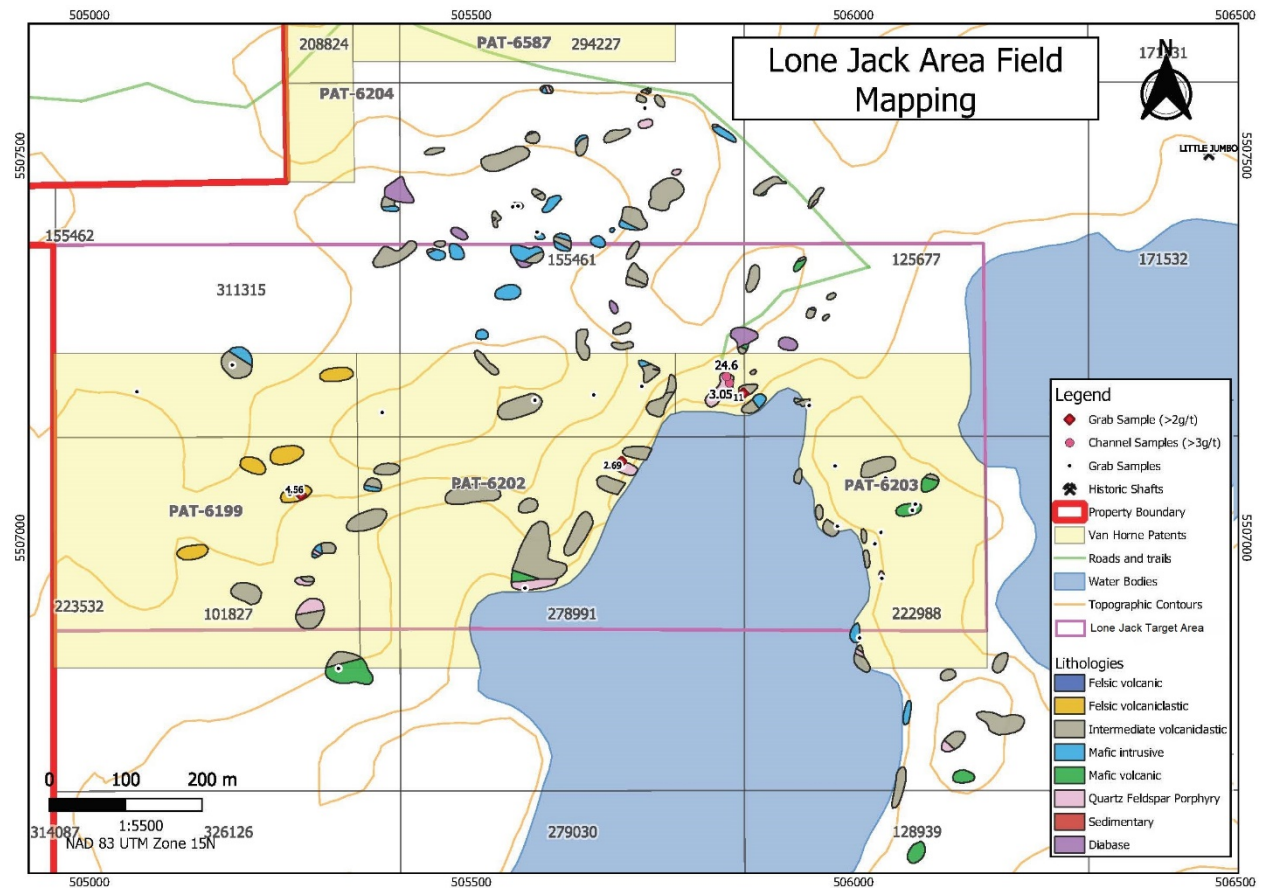 505000 505500 506000 506500
208824 PAT-6587 294227
Lone Jack Area Field
Mapping
N
PAT-6204
5507500
5507500
LITTLE JUMBO
155462
155461 125677 171532
311315
24.6
3.05 11
2.69
4.56
PAT-6202 PAT-6203
PAT-6199
5507000
5507000
223532 101827 278991 222988
Legend
Grab Sample (>2g/t)
Channel Samples (>3g/t)
Grab Samples
Historic Shafts
Property Boundary
Van Horne Patents
Roads and trails
Water Bodies
Topographic Contours
Lone Jack Target Area
Lithologies
Felsic volcanic
Felsic volcaniclastic
Intermediate volcaniclastic
Mafic intrusive
Mafic volcanic
Quartz Feldspar Porphyry
Sedimentary
Diabase
0 100 200 m
1:5500
314087 326126 279030 128939
NAD 83 UTM Zone 15N
505000 505500 506000 506500